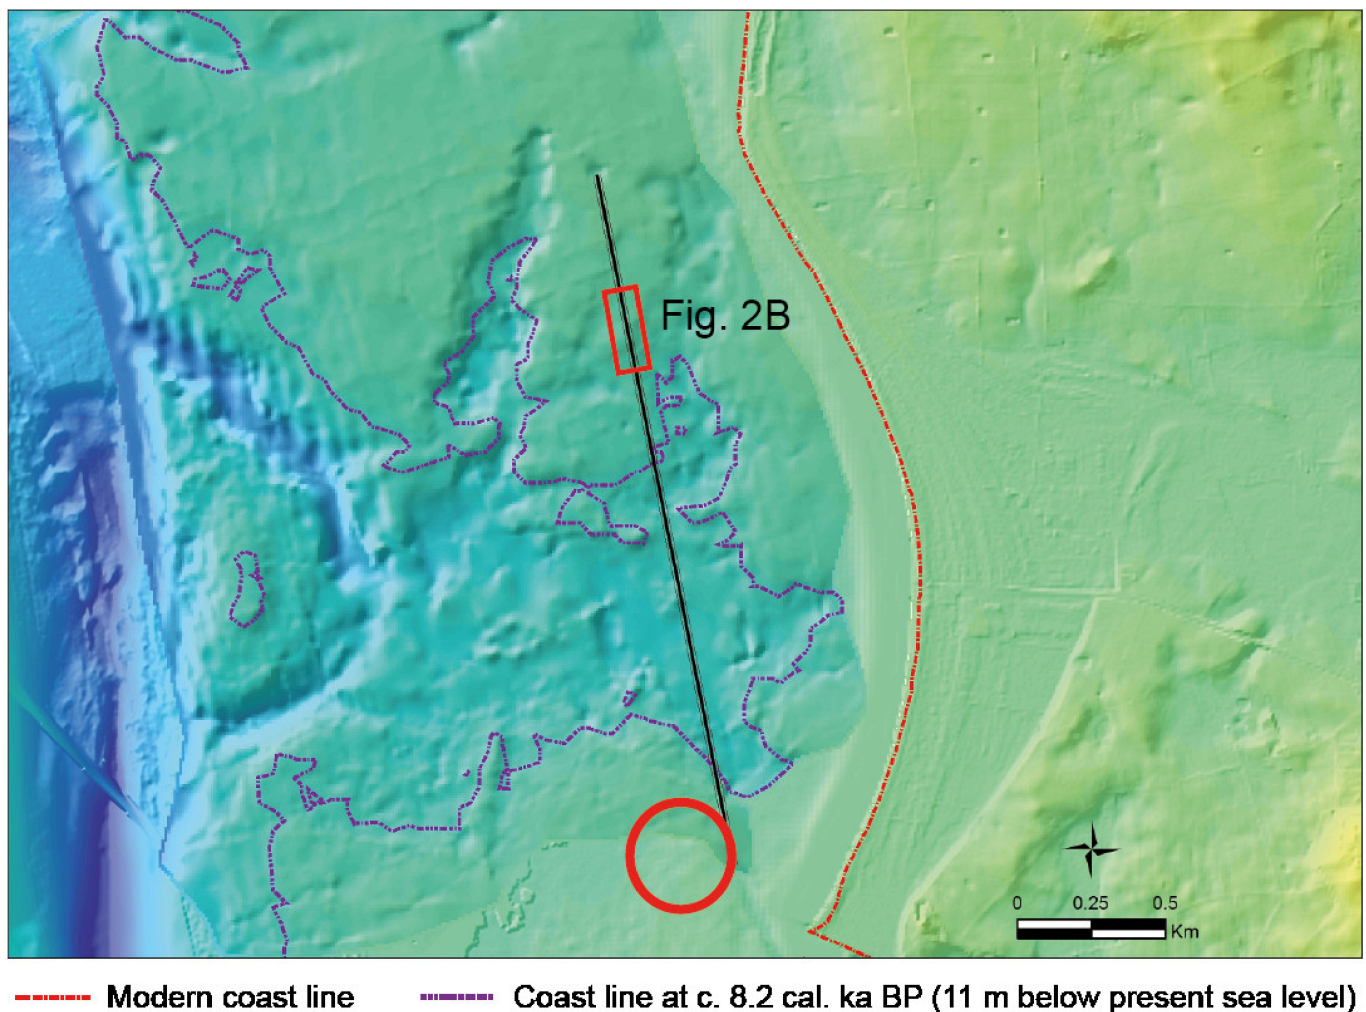 Fig. 2B
0 0.25 0.5
Km
Modern coast line
Coast line at c. 8.2 cal. ka BP (11 m below present sea level)